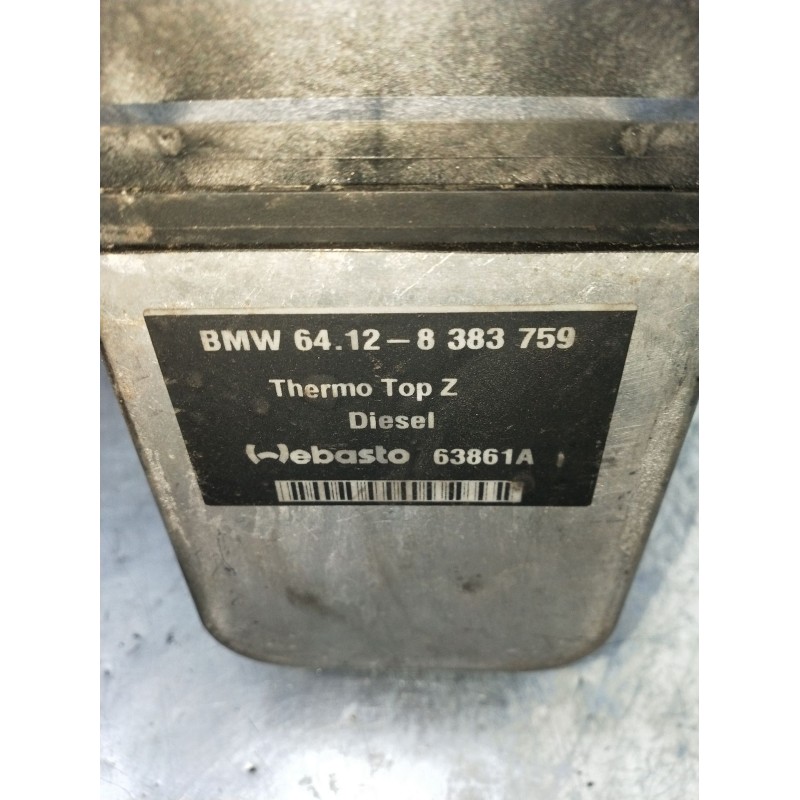 BMW 64.12-8 383 759
Thermo Top Z
Diesel
Webasto 63861A